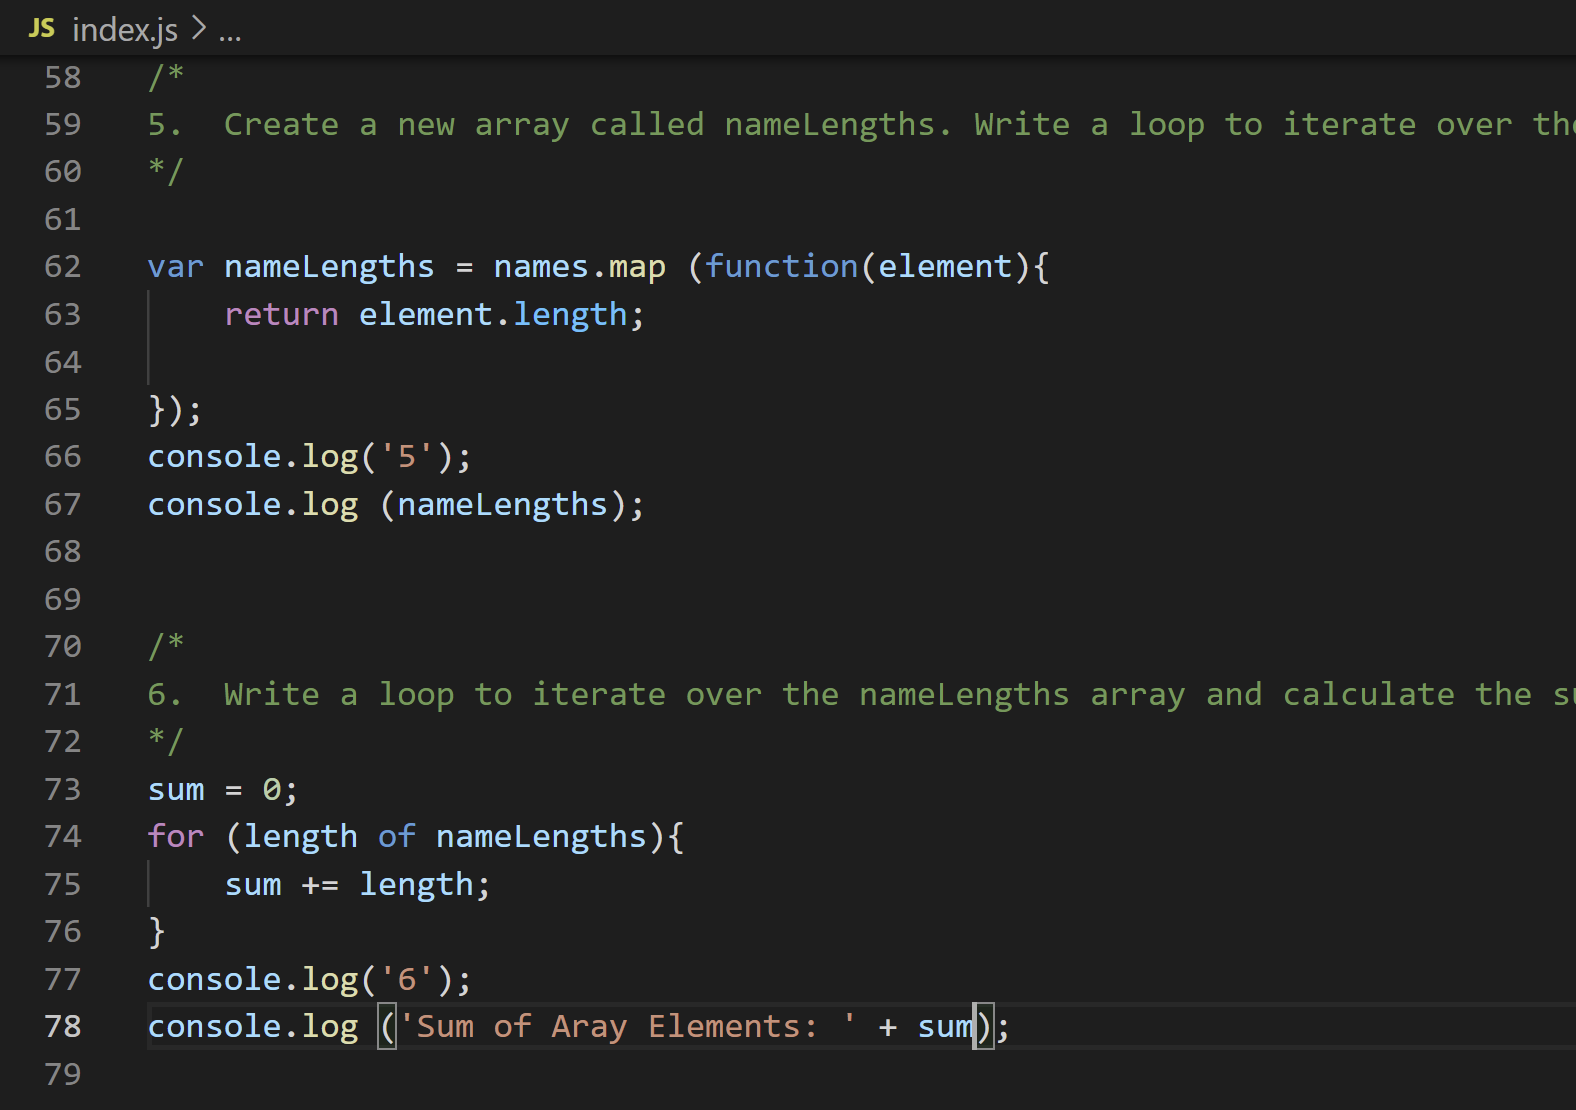 JS index.js > ...
58 /*
59 5.  Create a new array called nameLengths. Write a loop to iterate over the
60 */
61
62 var nameLengths = names.map (function(element){
63     return element.length;
64
65 });
66 console.log('5');
67 console.log (nameLengths);
68
69
70 /*
71 6.  Write a loop to iterate over the nameLengths array and calculate the su
72 */
73 sum = 0;
74 for (length of nameLengths){
75     sum += length;
76 }
77 console.log('6');
78 console.log ('Sum of Aray Elements: ' + sum);
79